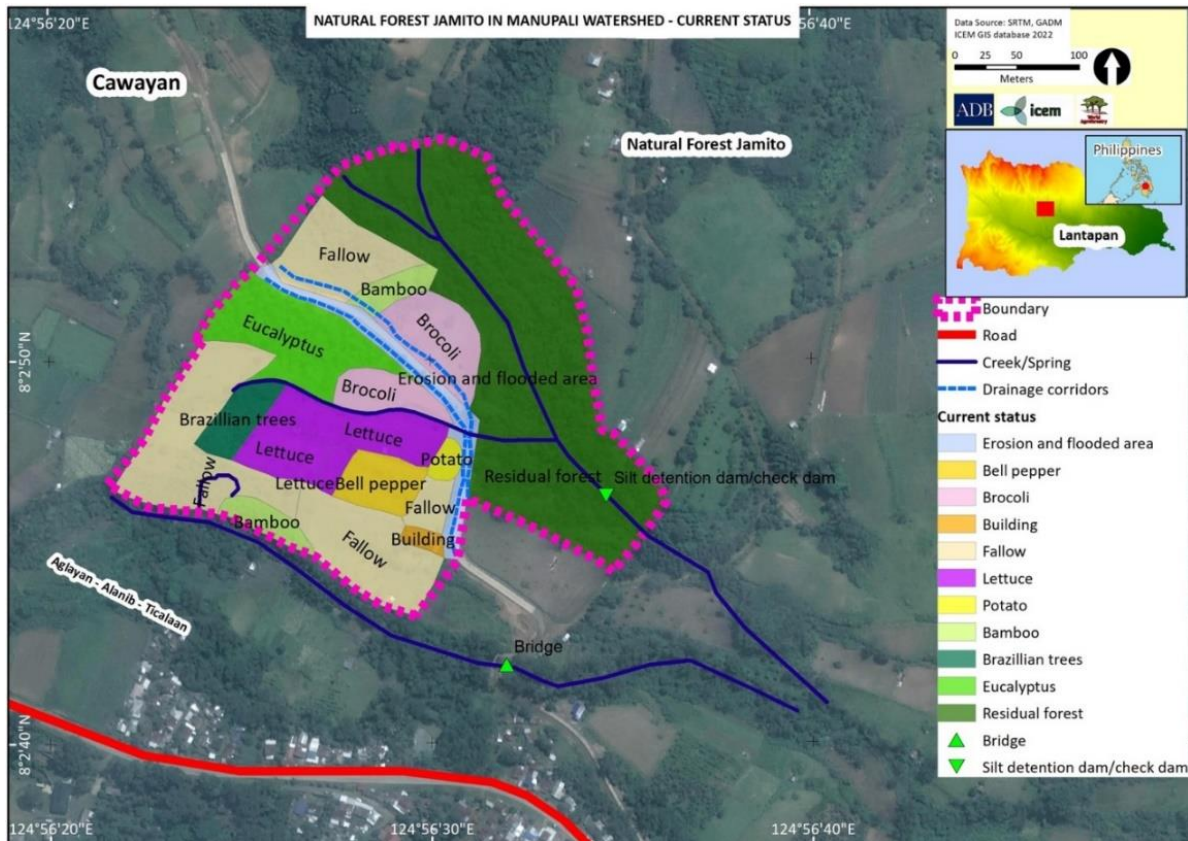 NATURAL FOREST JAMITO IN MANUPALI WATERSHED - CURRENT STATUS
124°56'20"E
124°56'40"E
Data Source: SRTM, GADM
ICEM GIS database 2022
0 25 50 100
Meters
ADB icem World Agroforestry
Cawayan
Natural Forest Jamito
Philippines
Lantapan
Fallow
Bamboo
Eucalyptus
Brocoli
Brocoli
Erosion and flooded area
Brazillian trees
Lettuce
Lettuce
Potato
Lettuce
Bell pepper
Residual forest
Silt detention dam/check dam
Fallow
Fallow
Bamboo
Fallow
Building
Aglayan - Alanib - Ticalaan
Bridge
8°2'50"N
8°2'40"N
124°56'20"E
124°56'30"E
124°56'40"E
Boundary
Road
Creek/Spring
Drainage corridors
Current status
Erosion and flooded area
Bell pepper
Brocoli
Building
Fallow
Lettuce
Potato
Bamboo
Brazillian trees
Eucalyptus
Residual forest
Bridge
Silt detention dam/check dam